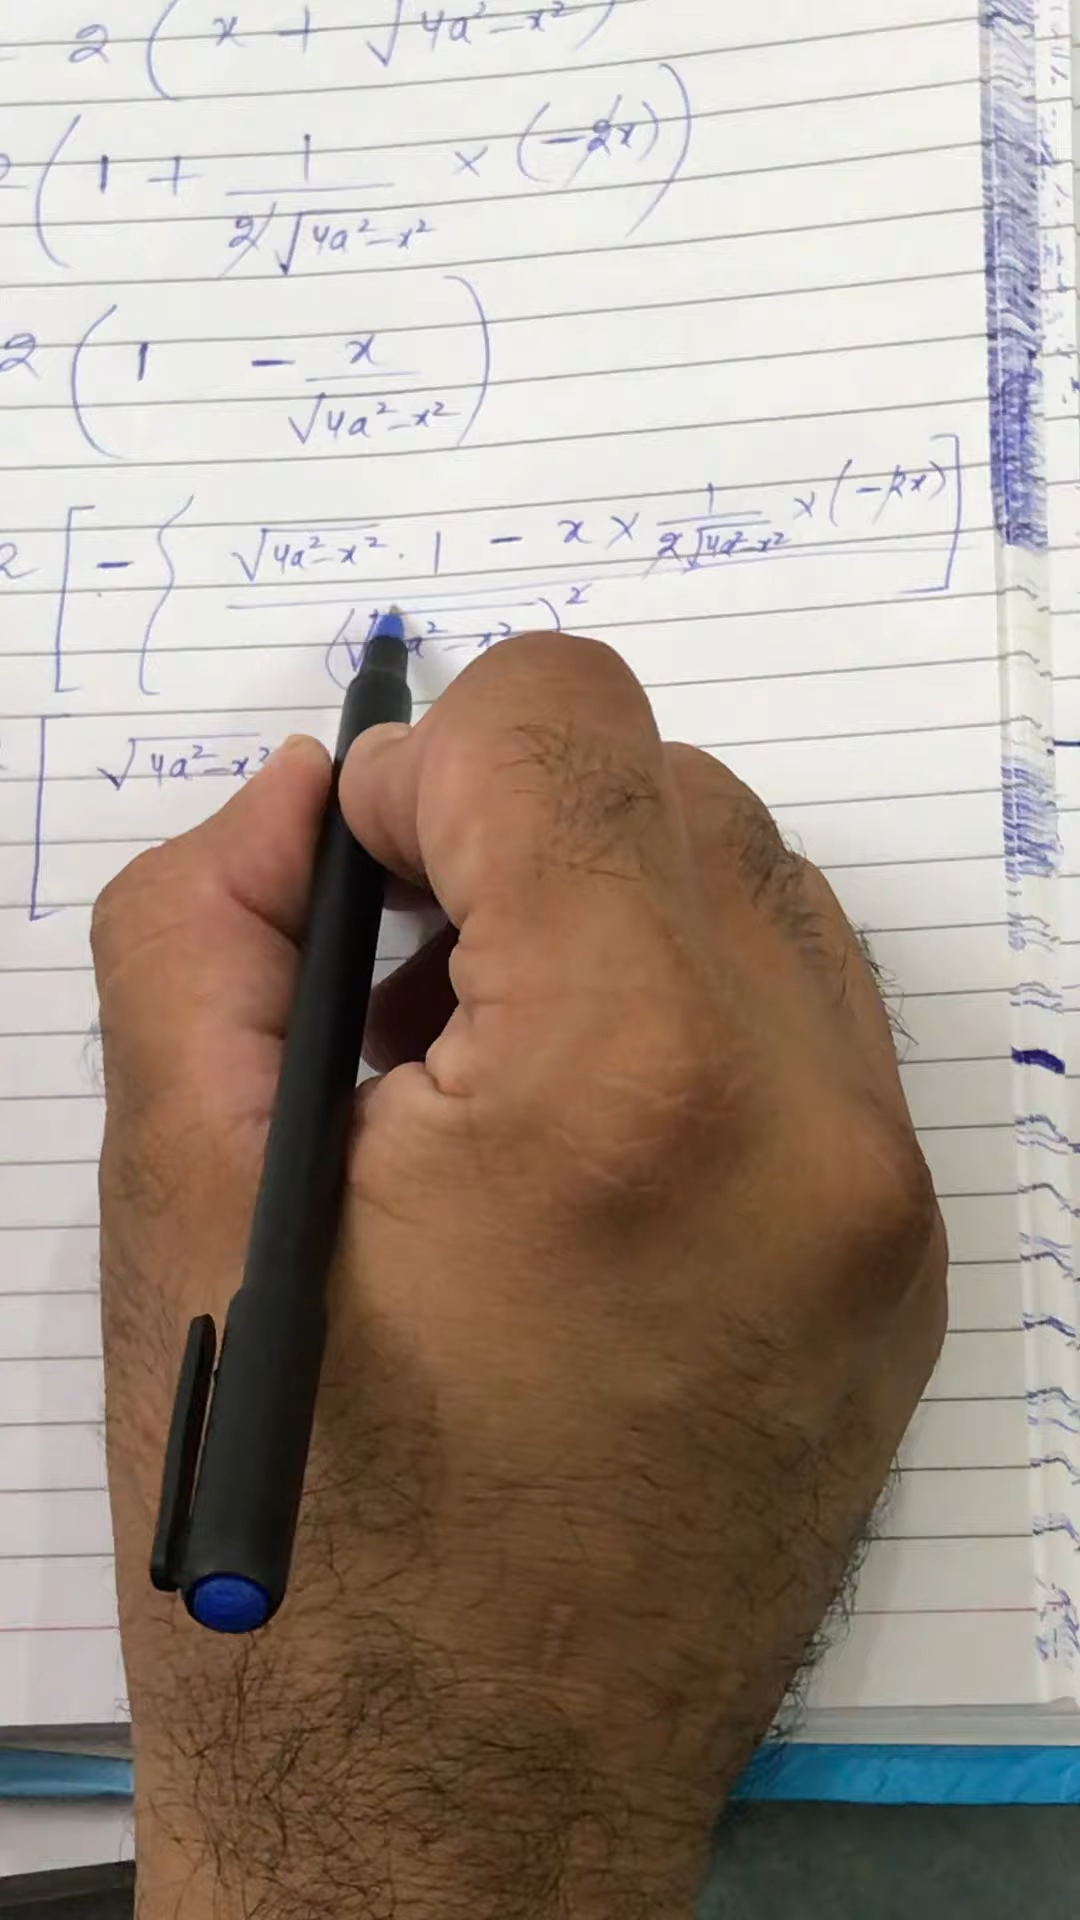 2 ( x + √4a²-x² )
2 ( 1 + 1/(2√4a²-x²) × (-2x) )
2 ( 1 - x/√4a²-x² )
2 [ - { (√4a²-x² · 1 - x × 1/(2√4a²-x²) × (-2x)) / (√4a²-x²)² ]
[ √4a²-x²